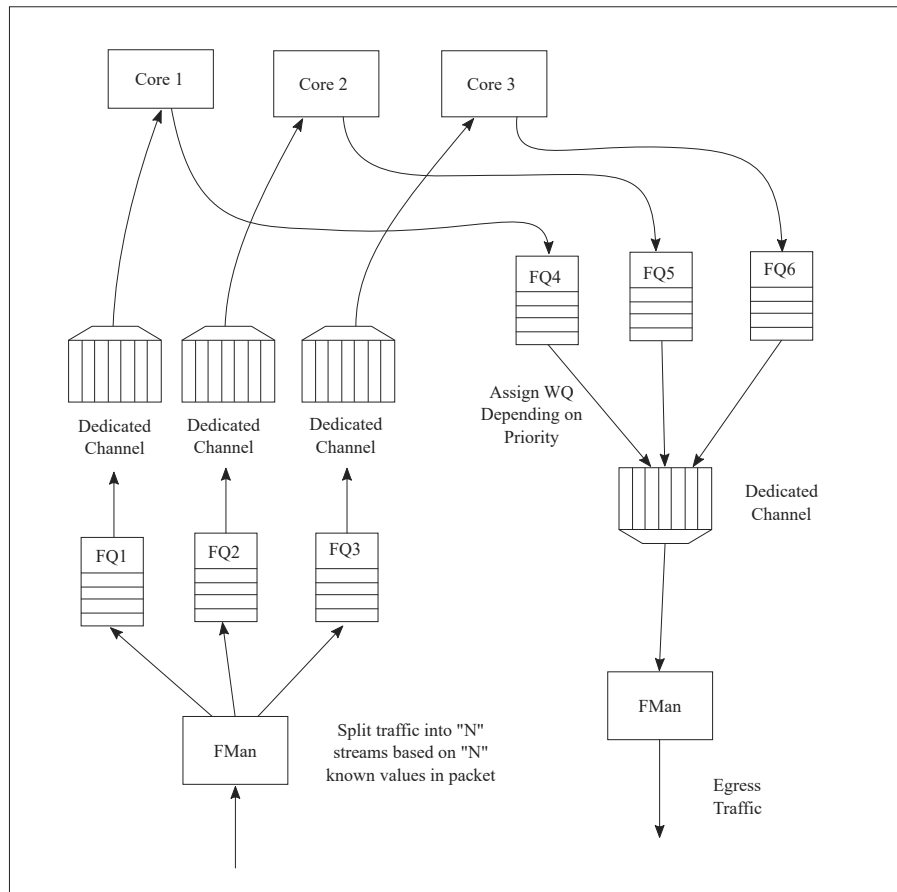 Core 1
Core 2
Core 3
FQ4
FQ5
FQ6
Assign WQ
Depending on
Priority
Dedicated
Channel
Dedicated
Channel
Dedicated
Channel
Dedicated
Channel
FQ1
FQ2
FQ3
FMan
Split traffic into "N"
streams based on "N"
known values in packet
FMan
Egress
Traffic